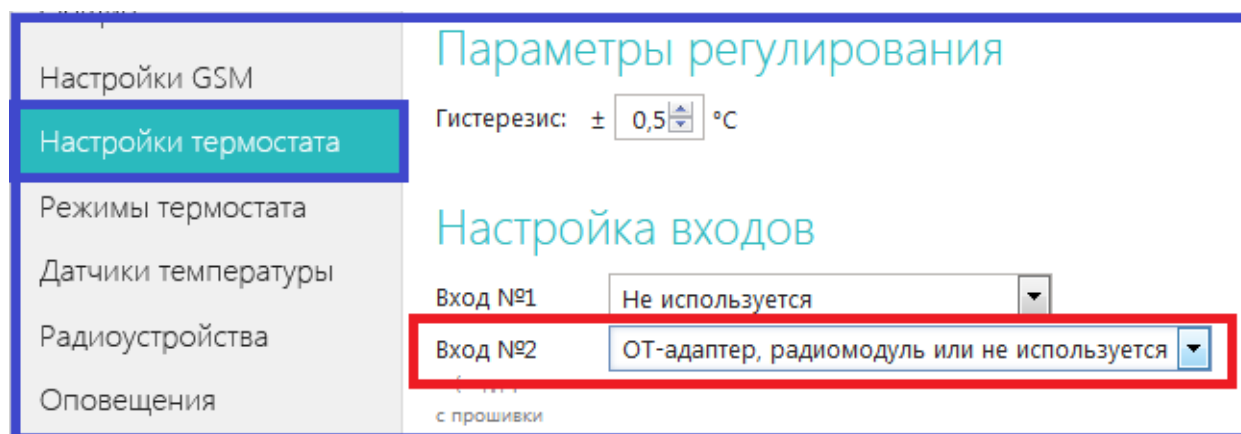 Настройки GSM
Настройки термостата
Режимы термостата
Датчики температуры
Радиоустройства
Оповещения
Параметры регулирования
Гистерезис: ± 0,5 °C
Настройка входов
Вход №1 Не используется
Вход №2 ОТ-адаптер, радиомодуль или не используется
с прошивки